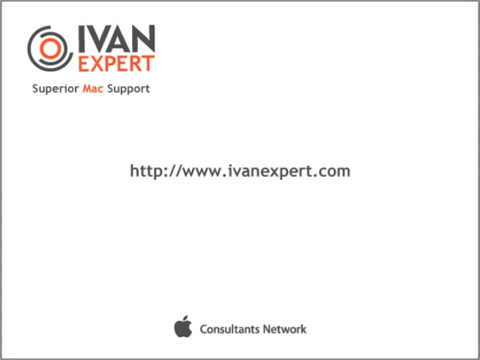 IVAN
EXPERT
Superior Mac Support
http://www.ivanexpert.com
Consultants Network